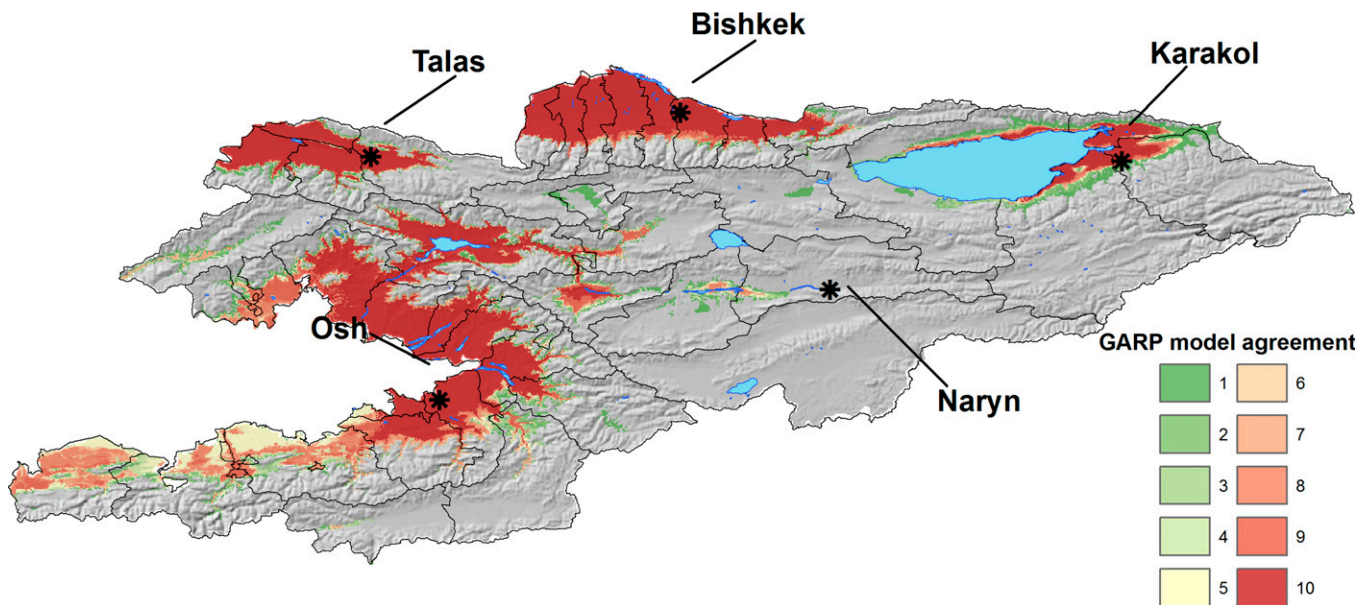 Bishkek
Talas
Karakol
Osh
Naryn
GARP model agreement
1 6
2 7
3 8
4 9
5 10